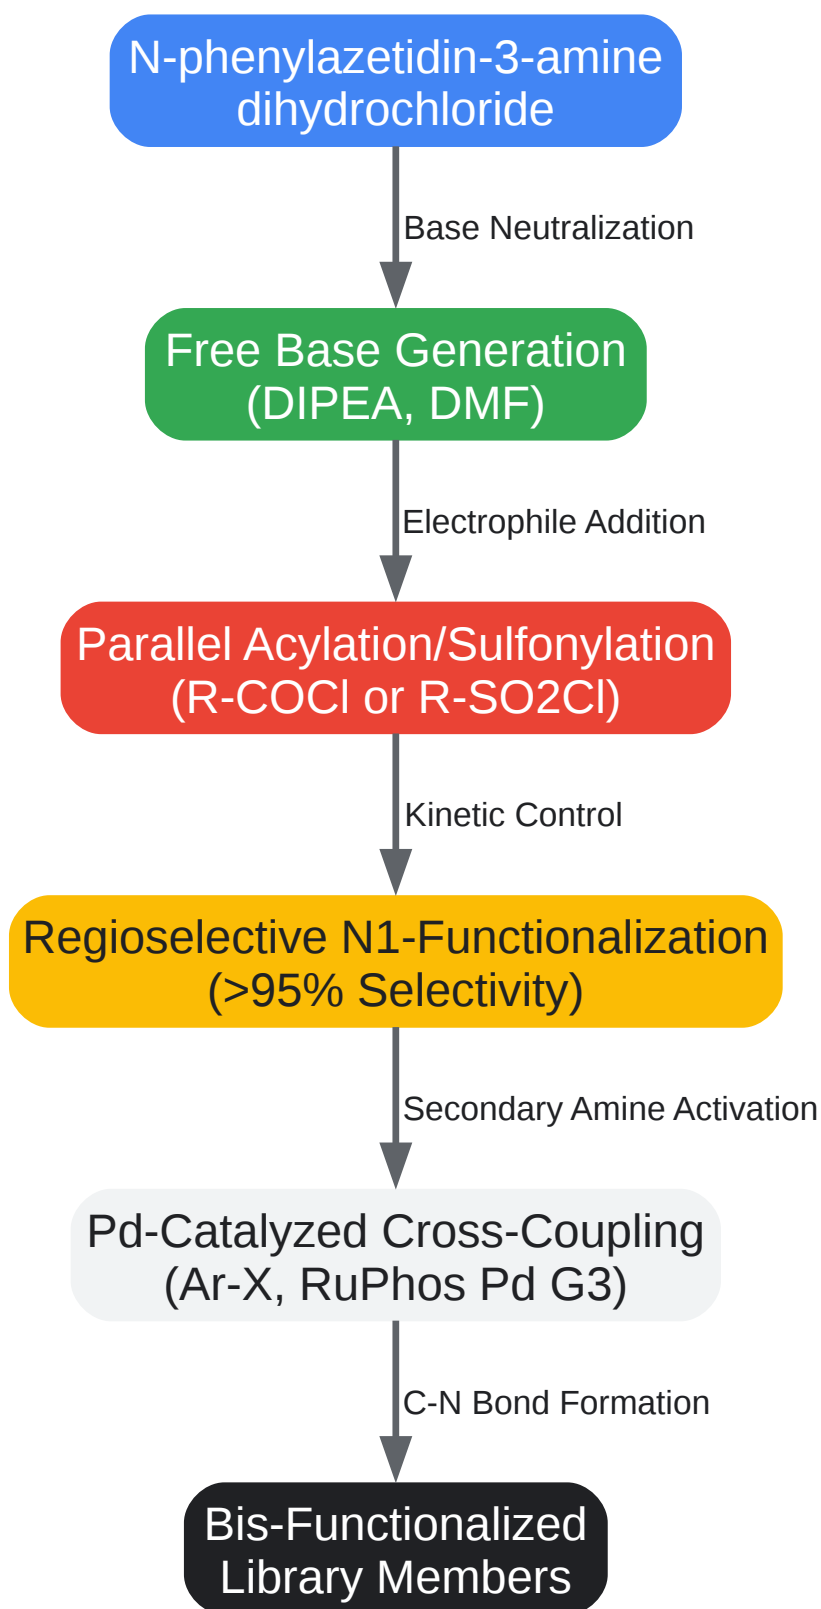 N-phenylazetidin-3-amine
dihydrochloride
Base Neutralization
Free Base Generation
(DIPEA, DMF)
Electrophile Addition
Parallel Acylation/Sulfonylation
(R-COCl or R-SO2Cl)
Kinetic Control
Regioselective N1-Functionalization
(>95% Selectivity)
Secondary Amine Activation
Pd-Catalyzed Cross-Coupling
(Ar-X, RuPhos Pd G3)
C-N Bond Formation
Bis-Functionalized
Library Members